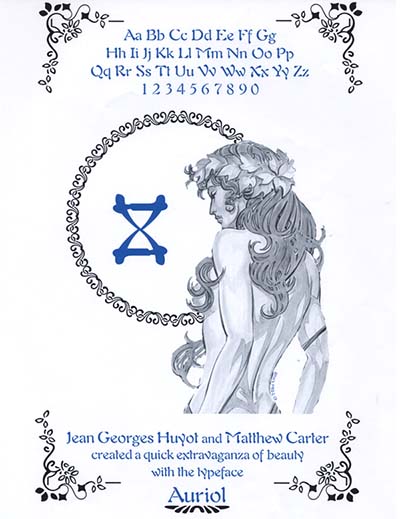 Aa Bb Cc Dd Ee Ff Gg
Hh Ii Jj Kk Ll Mm Nn Oo Pp
Qq Rr Ss Tt Uu Vv Ww Xx Yy Zz
1 2 3 4 5 6 7 8 9 0
Jean Georges Huyot and Matthew Carter
created a quick extravaganza of beauty
with the typeface
Auriol